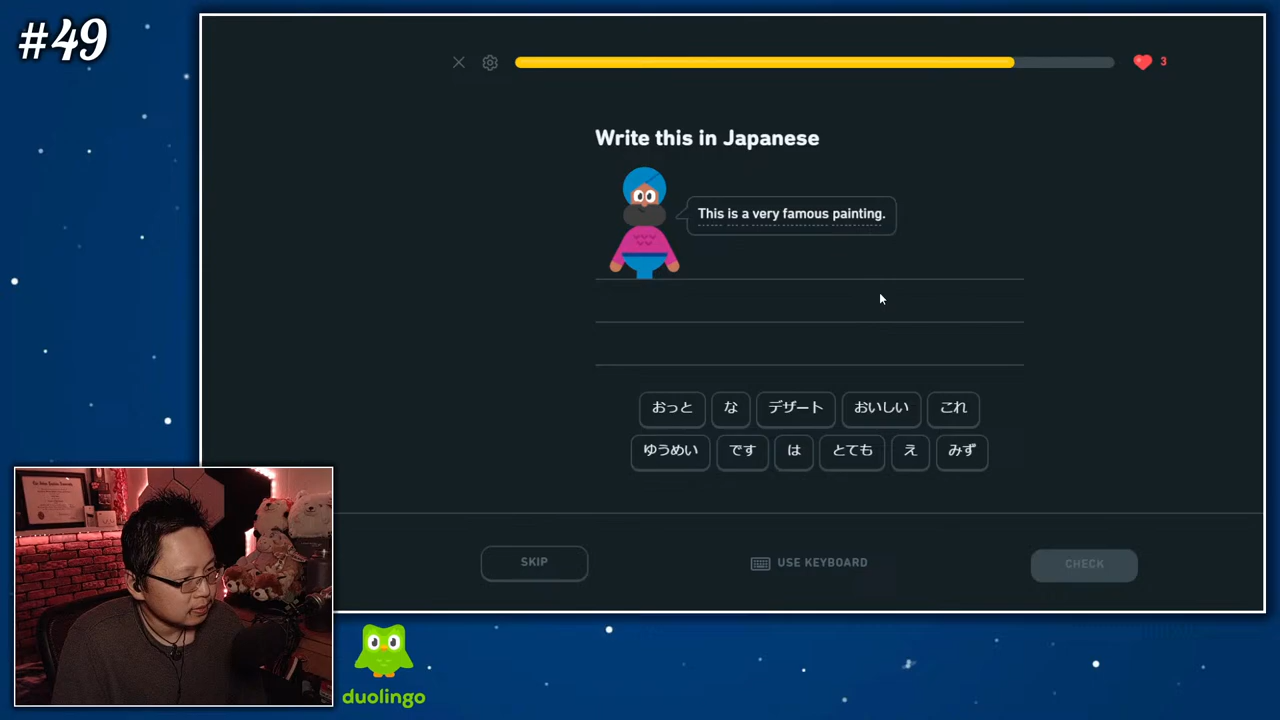 #49
3
Write this in Japanese
This is a very famous painting.
おっと な デザート おいしい これ
ゆうめい です は とても え みず
SKIP USE KEYBOARD CHECK
duolingo